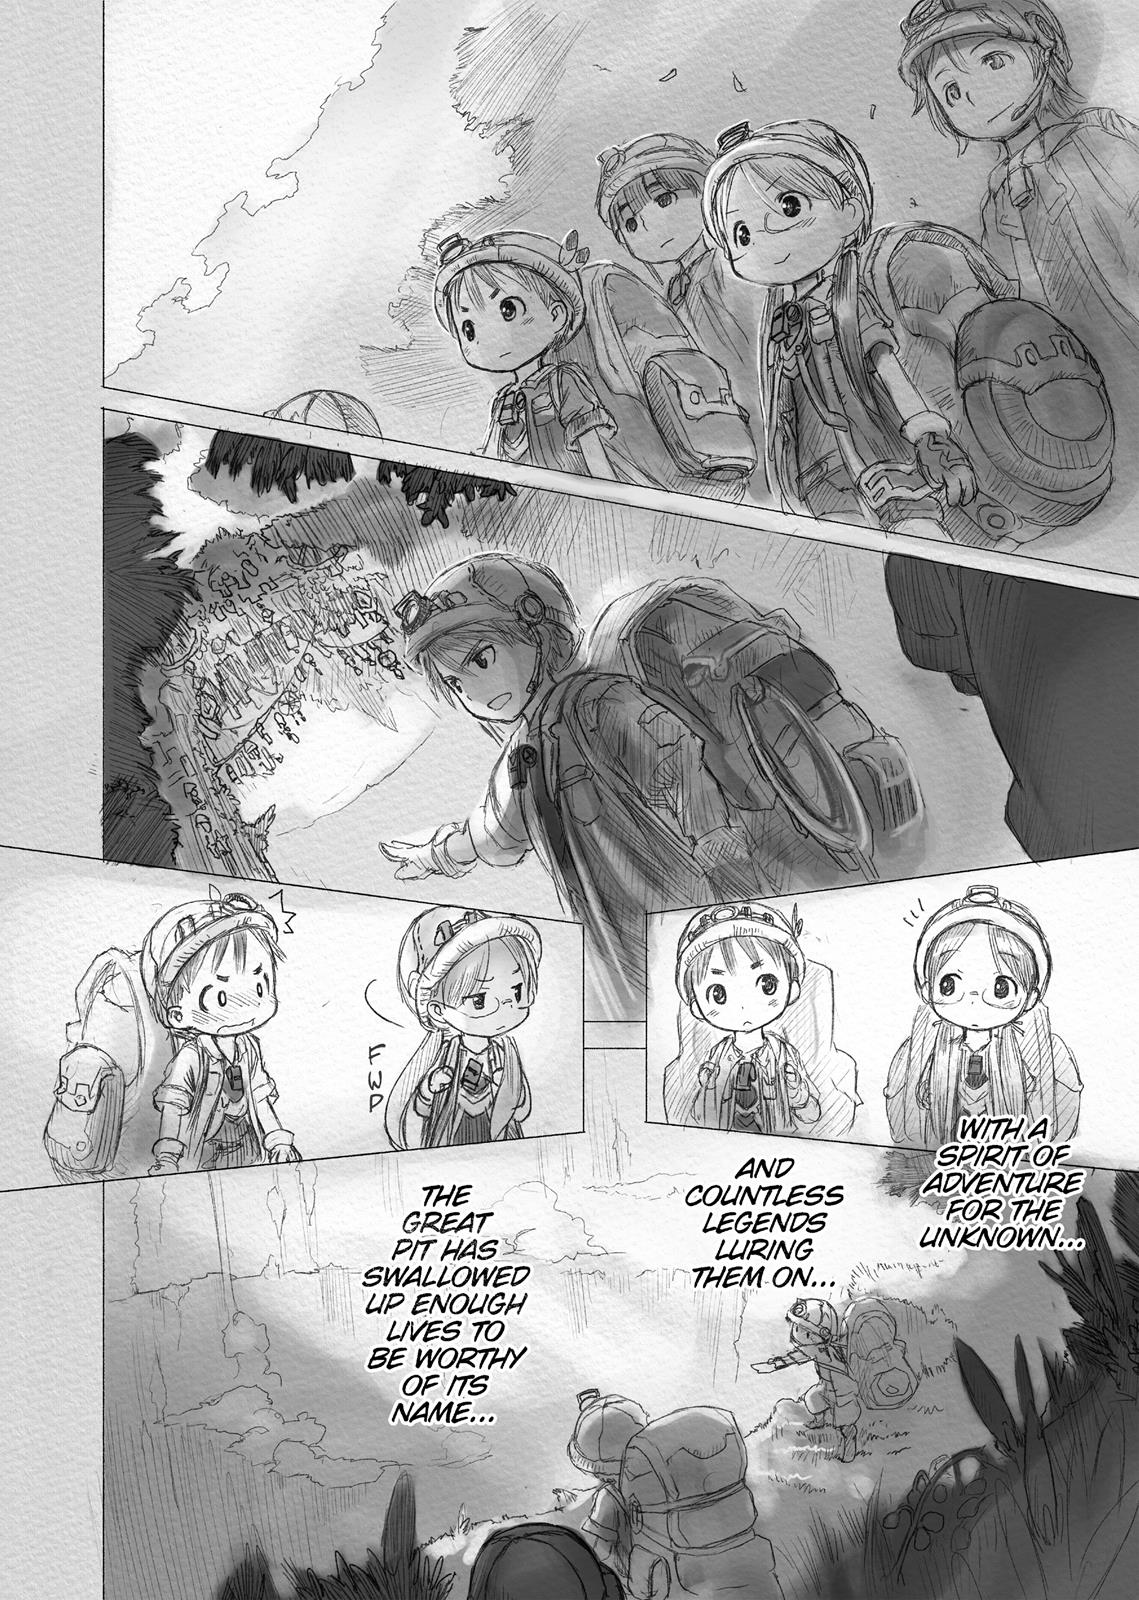 FWP
WITH A
SPIRIT OF
ADVENTURE
FOR THE
UNKNOWN...
AND
COUNTLESS
LEGENDS
LURING
THEM ON...
THE
GREAT
PIT HAS
SWALLOWED
UP ENOUGH
LIVES TO
BE WORTHY
OF ITS
NAME...